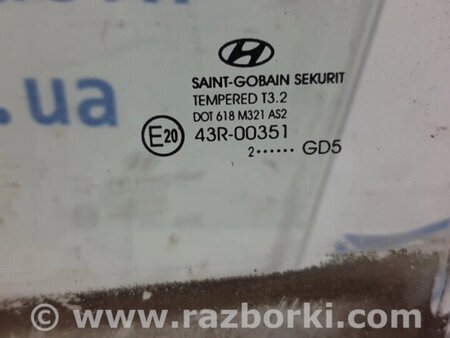 .ua
SAINT-GOBAIN SEKURIT
TEMPERED T3.2
DOT 618 M321 AS2
E20 43R-00351
2······ GD5
© www.razborki.com